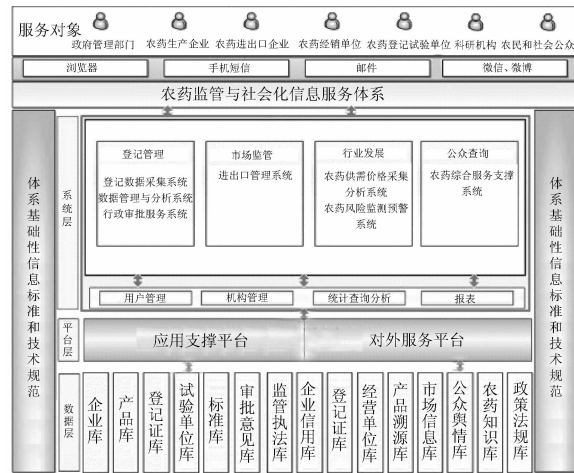 服务对象
政府管理部门 农药生产企业 农药进出口企业 农药经销单位 农药登记试验单位 科研机构 农民和社会公众
浏览器 手机短信 邮件 微信、微博
农药监管与社会化信息服务体系
体系基础性信息标准和技术规范
系统层
登记管理
登记数据采集系统
数据管理与分析系统
行政审批服务系统
市场监管
进出口管理系统
行业发展
农药供需价格采集
分析系统
农药风险监测预警
系统
公众查询
农药综合服务支撑
系统
用户管理 机构管理 统计查询分析 报表
体系基础性信息标准和技术规范
平台层
应用支撑平台 对外服务平台
数据层
企业库
产品库
登记证库
试验单位库
标准库
审批意见库
监管执法库
企业信用库
登记证库
经营单位库
产品溯源库
市场信息库
公众舆情库
农药知识库
政策法规库